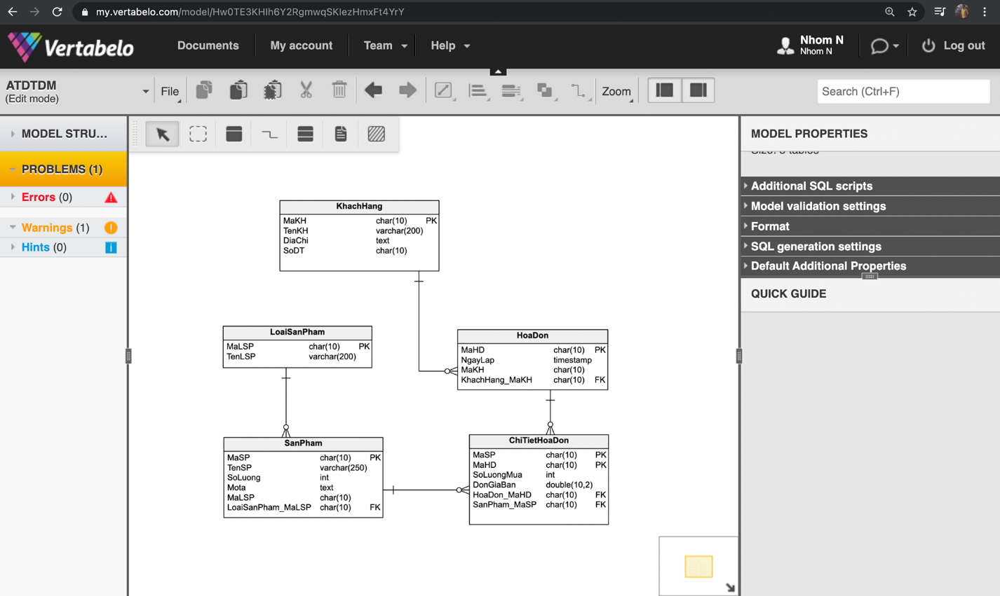 my.vertabelo.com/model/Hw0TE3KHIh6Y2RgmwqSKlezHmxFt4YrY
Vertabelo
Documents
My account
Team
Help
Nhom N
Nhom N
Log out
ATDTDM
(Edit mode)
File
Zoom
Search (Ctrl+F)
MODEL STRU...
PROBLEMS (1)
Errors (0)
Warnings (1)
Hints (0)
KhachHang
MaKH char(10) PK
TenKH varchar(200)
DiaChi text
SoDT char(10)
LoaiSanPham
MaLSP char(10) PK
TenLSP varchar(200)
HoaDon
MaHD char(10) PK
NgayLap timestamp
MaKH char(10)
KhachHang_MaKH char(10) FK
SanPham
MaSP char(10) PK
TenSP varchar(250)
SoLuong int
Mota text
MaLSP char(10)
LoaiSanPham_MaLSP char(10) FK
ChiTietHoaDon
MaSP char(10) PK
MaHD char(10) PK
SoLuongMua int
DonGiaBan double(10,2)
HoaDon_MaHD char(10) FK
SanPham_MaSP char(10) FK
MODEL PROPERTIES
Size: 5 tables
Additional SQL scripts
Model validation settings
Format
SQL generation settings
Default Additional Properties
QUICK GUIDE